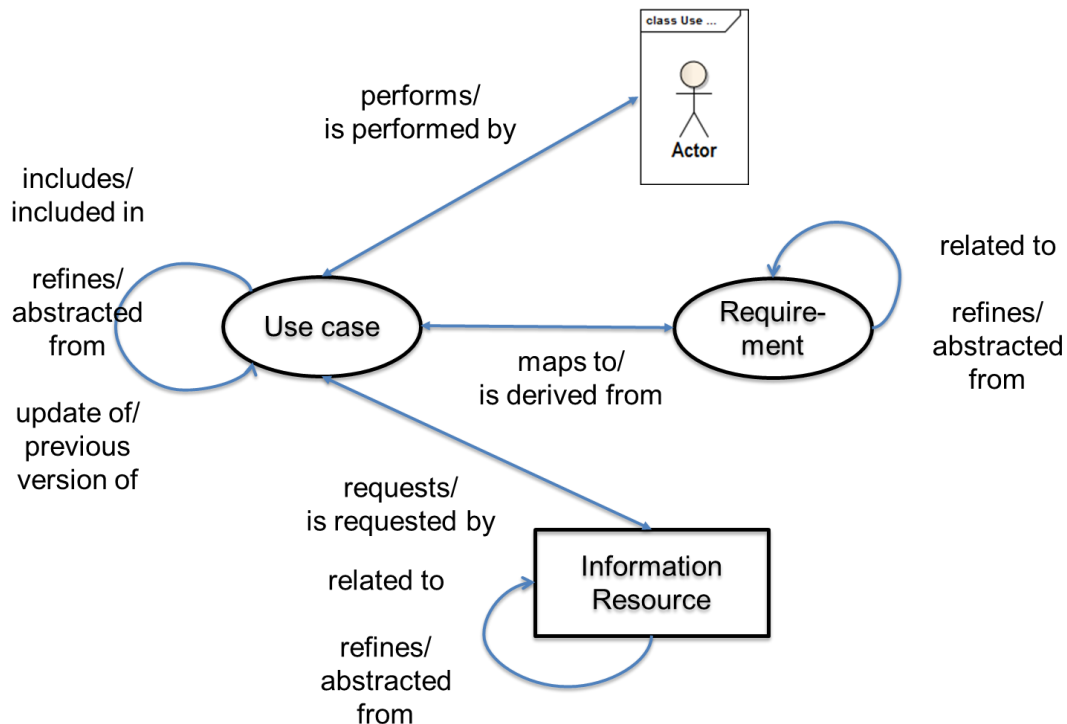 class Use ...
Actor
performs/
is performed by
includes/
included in
refines/
abstracted
from
update of/
previous
version of
Use case
maps to/
is derived from
Require-
ment
related to
refines/
abstracted
from
requests/
is requested by
Information
Resource
related to
refines/
abstracted
from